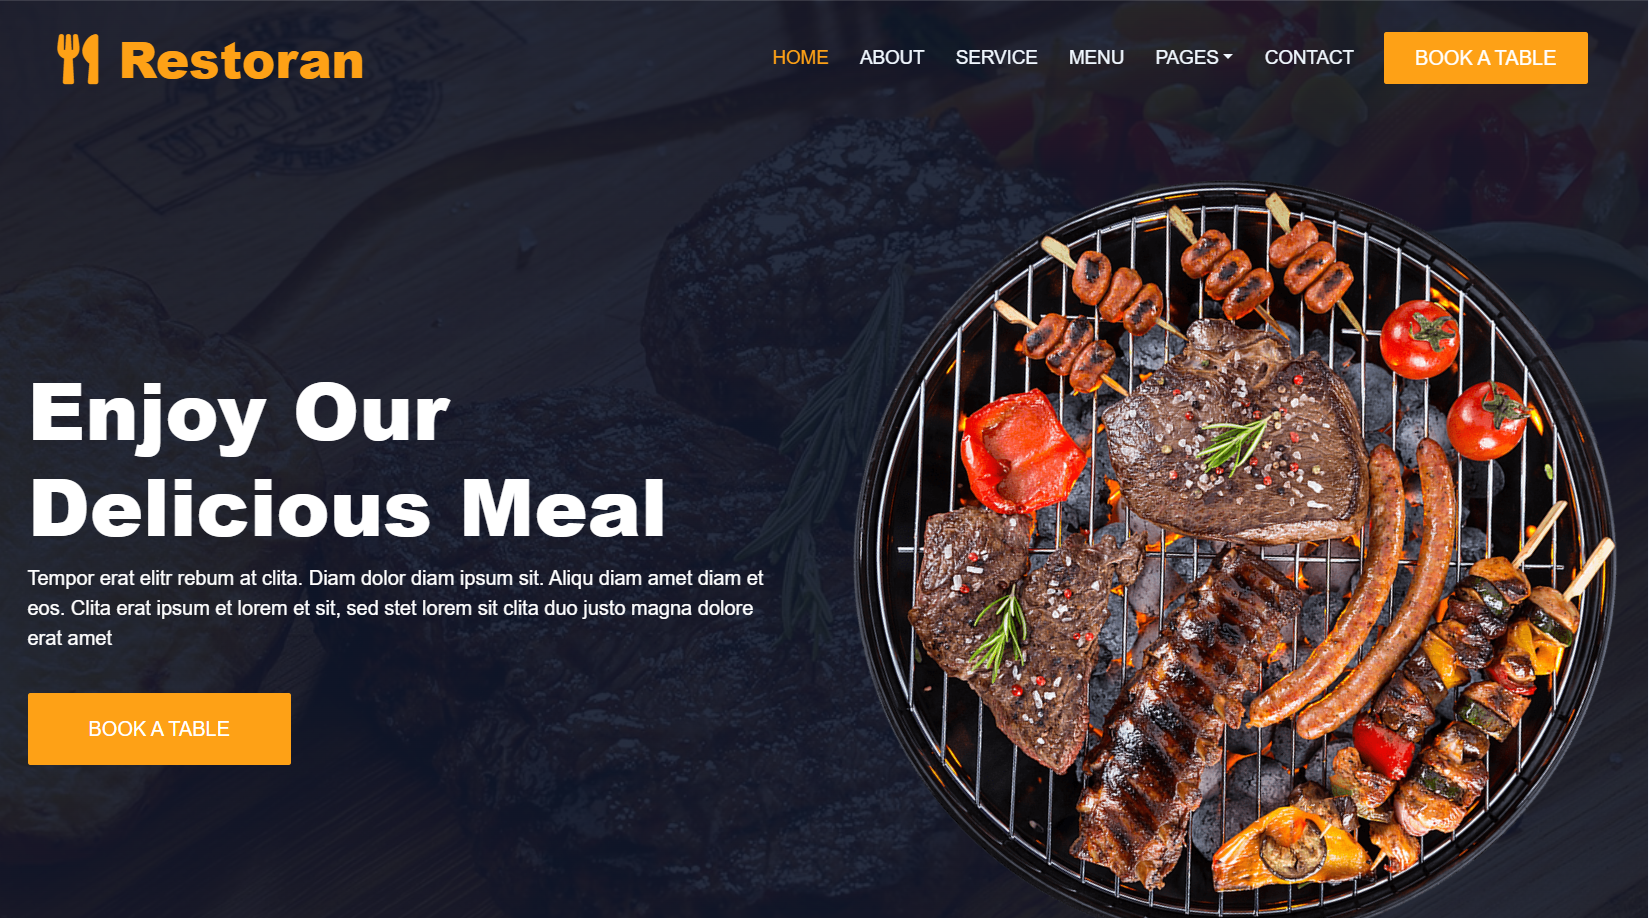 Restoran
HOME ABOUT SERVICE MENU PAGES CONTACT BOOK A TABLE
Enjoy Our
Delicious Meal
Tempor erat elitr rebum at clita. Diam dolor diam ipsum sit. Aliqu diam amet diam et
eos. Clita erat ipsum et lorem et sit, sed stet lorem sit clita duo justo magna dolore
erat amet
BOOK A TABLE